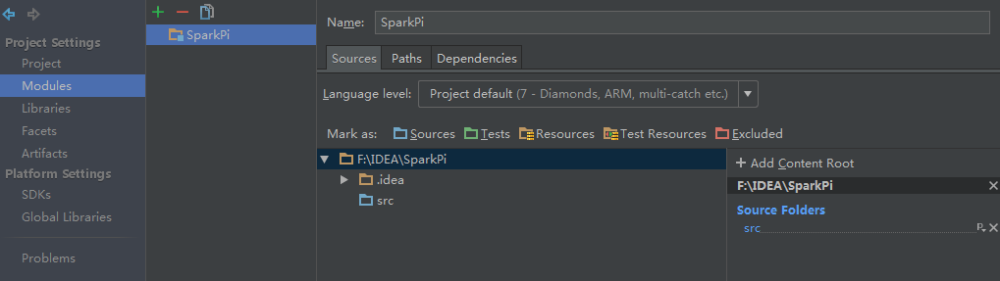 Project Settings
Project
Modules
Libraries
Facets
Artifacts
Platform Settings
SDKs
Global Libraries
Problems
SparkPi
Name: SparkPi
Sources Paths Dependencies
Language level: Project default (7 - Diamonds, ARM, multi-catch etc.)
Mark as: Sources Tests Resources Test Resources Excluded
F:\IDEA\SparkPi
.idea
src
+ Add Content Root
F:\IDEA\SparkPi
Source Folders
src